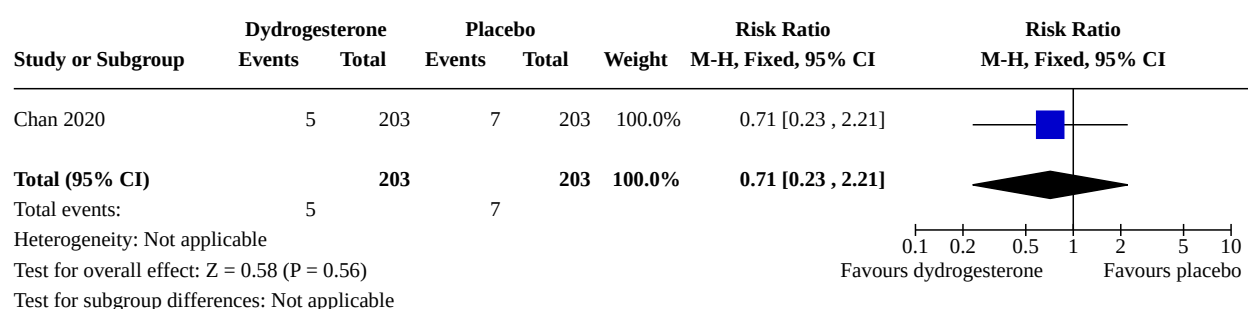 Dydrogesterone Placebo Risk Ratio Risk Ratio
Study or Subgroup Events Total Events Total Weight M-H, Fixed, 95% CI M-H, Fixed, 95% CI
Chan 2020 5 203 7 203 100.0% 0.71 [0.23 , 2.21]
Total (95% CI) 203 203 100.0% 0.71 [0.23 , 2.21]
Total events: 5 7
Heterogeneity: Not applicable 0.1 0.2 0.5 1 2 5 10
Test for overall effect: Z = 0.58 (P = 0.56) Favours dydrogesterone Favours placebo
Test for subgroup differences: Not applicable